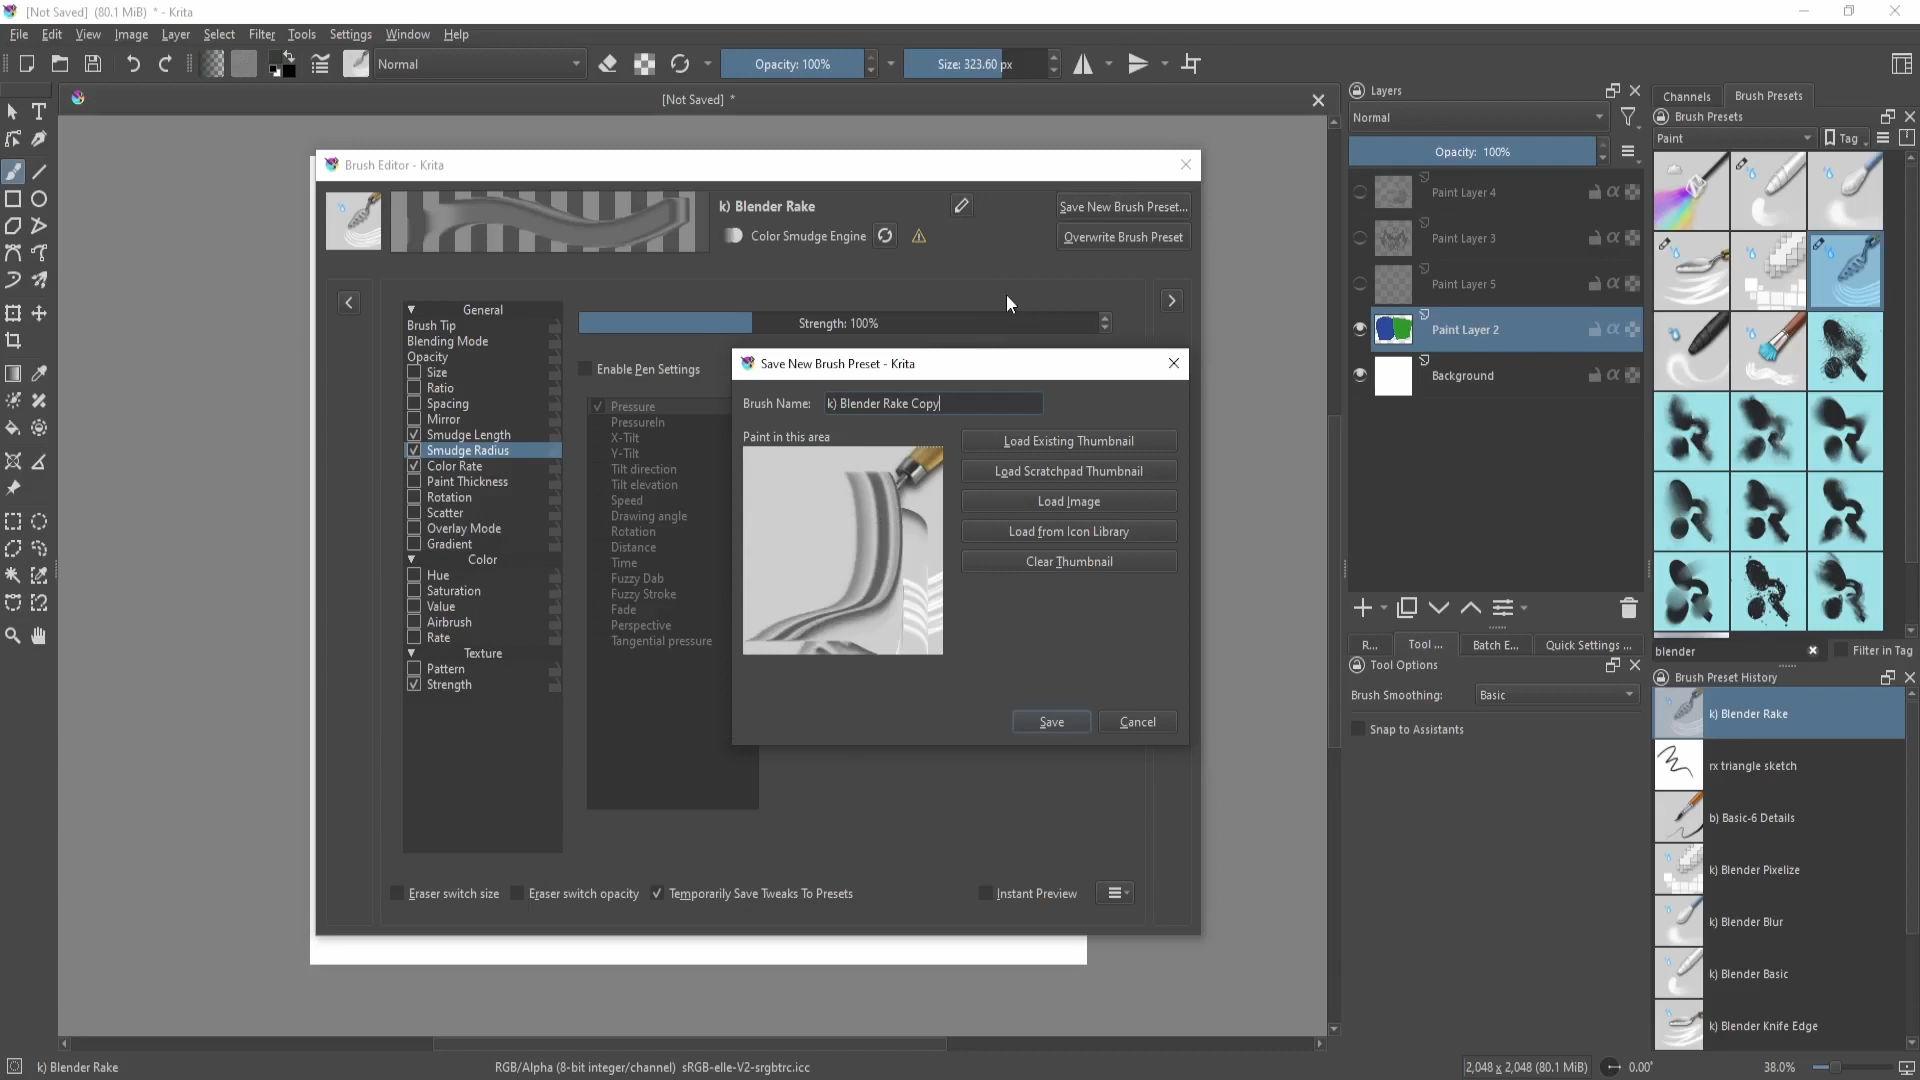 [Not Saved] (80.1 MiB) * - Krita
File Edit View Image Layer Select Filter Tools Settings Window Help
Normal
Opacity: 100%
Size: 323.60 px
[Not Saved] *
Brush Editor - Krita
k) Blender Rake
Color Smudge Engine
Save New Brush Preset...
Overwrite Brush Preset
General
Brush Tip
Blending Mode
Opacity
Size
Ratio
Spacing
Mirror
Smudge Length
Smudge Radius
Color Rate
Paint Thickness
Rotation
Scatter
Overlay Mode
Gradient
Color
Hue
Saturation
Value
Airbrush
Rate
Texture
Pattern
Strength
Strength: 100%
Enable Pen Settings
Pressure
PressureIn
X-Tilt
Y-Tilt
Tilt direction
Tilt elevation
Speed
Drawing angle
Rotation
Distance
Time
Fuzzy Dab
Fuzzy Stroke
Fade
Perspective
Tangential pressure
Save New Brush Preset - Krita
Brush Name: k) Blender Rake Copy
Paint in this area
Load Existing Thumbnail
Load Scratchpad Thumbnail
Load Image
Load from Icon Library
Clear Thumbnail
Save
Cancel
Eraser switch size
Eraser switch opacity
Temporarily Save Tweaks To Presets
Instant Preview
Layers
Normal
Opacity: 100%
Paint Layer 4
Paint Layer 3
Paint Layer 5
Paint Layer 2
Background
R...
Tool ...
Batch E...
Quick Settings ...
Tool Options
Brush Smoothing: Basic
Snap to Assistants
Channels
Brush Presets
Brush Presets
Paint
Tag
blender
Filter in Tag
Brush Preset History
k) Blender Rake
rx triangle sketch
b) Basic-6 Details
k) Blender Pixelize
k) Blender Blur
k) Blender Basic
k) Blender Knife Edge
k) Blender Rake
RGB/Alpha (8-bit integer/channel) sRGB-elle-V2-srgbtrc.icc
2,048 x 2,048 (80.1 MiB)
0.00°
38.0%